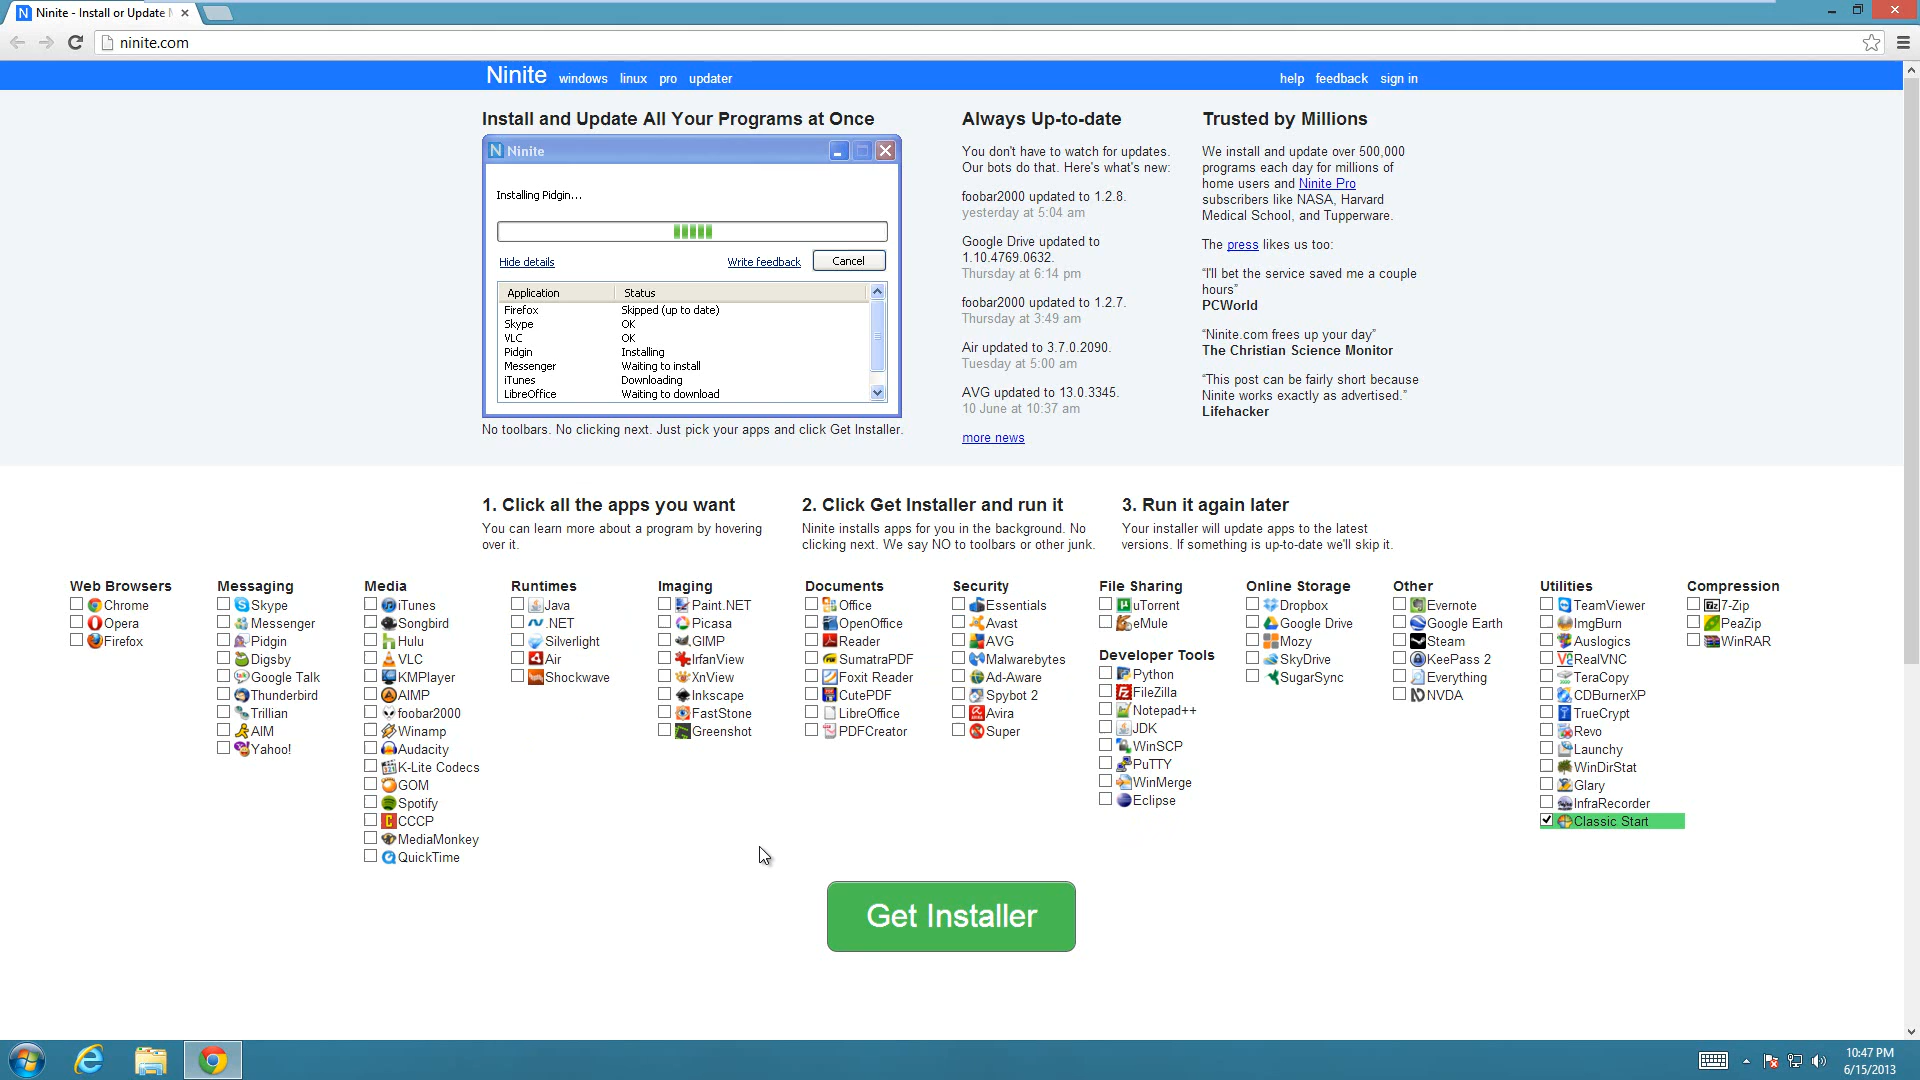 Ninite - Install or Update
ninite.com
Ninite windows linux pro updater help feedback sign in
Install and Update All Your Programs at Once
Ninite
Installing Pidgin...
Hide details Write feedback Cancel
Application Status
Firefox Skipped (up to date)
Skype OK
VLC OK
Pidgin Installing
Messenger Waiting to install
iTunes Downloading
LibreOffice Waiting to download
No toolbars. No clicking next. Just pick your apps and click Get Installer.
Always Up-to-date
You don't have to watch for updates.
Our bots do that. Here's what's new:
foobar2000 updated to 1.2.8.
yesterday at 5:04 am
Google Drive updated to
1.10.4769.0632.
Thursday at 6:14 pm
foobar2000 updated to 1.2.7.
Thursday at 3:49 am
Air updated to 3.7.0.2090.
Tuesday at 5:00 am
AVG updated to 13.0.3345.
10 June at 10:37 am
more news
Trusted by Millions
We install and update over 500,000
programs each day for millions of
home users and Ninite Pro
subscribers like NASA, Harvard
Medical School, and Tupperware.
The press likes us too:
“I'll bet the service saved me a couple
hours”
PCWorld
“Ninite.com frees up your day”
The Christian Science Monitor
“This post can be fairly short because
Ninite works exactly as advertised.”
Lifehacker
1. Click all the apps you want
You can learn more about a program by hovering
over it.
2. Click Get Installer and run it
Ninite installs apps for you in the background. No
clicking next. We say NO to toolbars or other junk.
3. Run it again later
Your installer will update apps to the latest
versions. If something is up-to-date we'll skip it.
Web Browsers
Chrome
Opera
Firefox
Messaging
Skype
Messenger
Pidgin
Digsby
Google Talk
Thunderbird
Trillian
AIM
Yahoo!
Media
iTunes
Songbird
Hulu
VLC
KMPlayer
AIMP
foobar2000
Winamp
Audacity
K-Lite Codecs
GOM
Spotify
CCCP
MediaMonkey
QuickTime
Runtimes
Java
.NET
Silverlight
Air
Shockwave
Imaging
Paint.NET
Picasa
GIMP
IrfanView
XnView
Inkscape
FastStone
Greenshot
Documents
Office
OpenOffice
Reader
SumatraPDF
Foxit Reader
CutePDF
LibreOffice
PDFCreator
Security
Essentials
Avast
AVG
Malwarebytes
Ad-Aware
Spybot 2
Avira
Super
File Sharing
uTorrent
eMule
Developer Tools
Python
FileZilla
Notepad++
JDK
WinSCP
PuTTY
WinMerge
Eclipse
Online Storage
Dropbox
Google Drive
Mozy
SkyDrive
SugarSync
Other
Evernote
Google Earth
Steam
KeePass 2
Everything
NVDA
Utilities
TeamViewer
ImgBurn
Auslogics
RealVNC
TeraCopy
CDBurnerXP
TrueCrypt
Revo
Launchy
WinDirStat
Glary
InfraRecorder
Classic Start
Compression
7-Zip
PeaZip
WinRAR
Get Installer
10:47 PM
6/15/2013